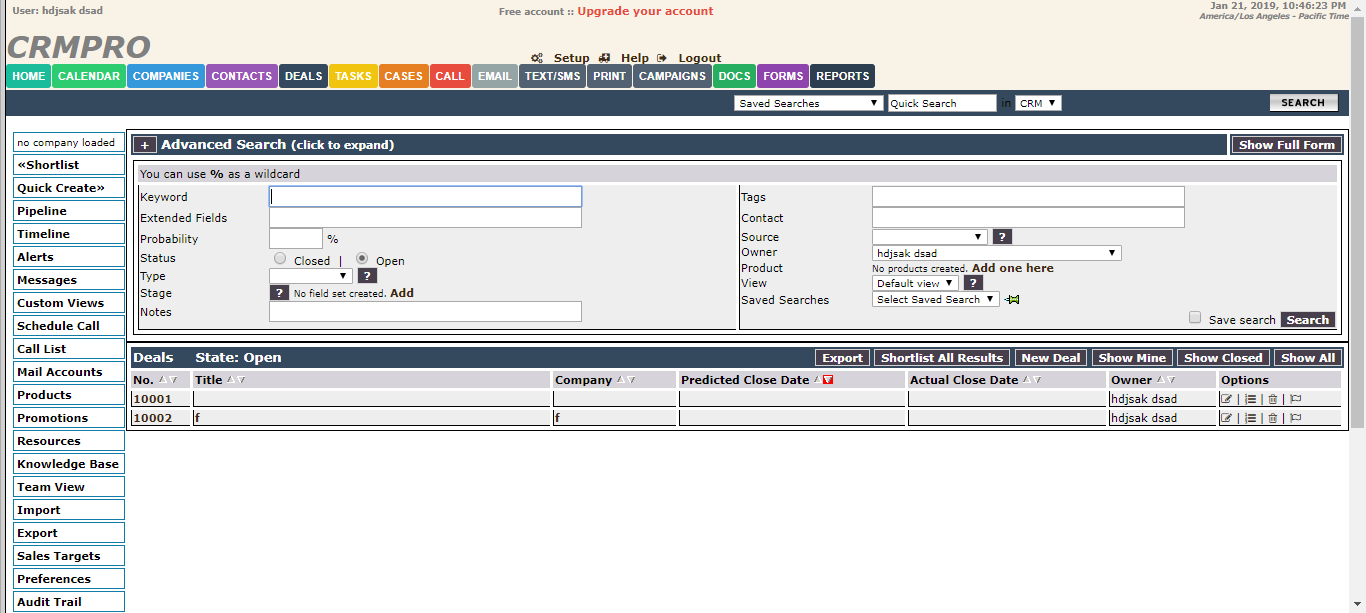 User: hdjsak dsad
Free account :: Upgrade your account
Jan 21, 2019, 10:46:23 PM
America/Los Angeles - Pacific Time
CRMPRO
Setup Help Logout
HOME CALENDAR COMPANIES CONTACTS DEALS TASKS CASES CALL EMAIL TEXT/SMS PRINT CAMPAIGNS DOCS FORMS REPORTS
Saved Searches Quick Search in CRM SEARCH
no company loaded
«Shortlist
Quick Create»
Pipeline
Timeline
Alerts
Messages
Custom Views
Schedule Call
Call List
Mail Accounts
Products
Promotions
Resources
Knowledge Base
Team View
Import
Export
Sales Targets
Preferences
Audit Trail
+ Advanced Search (click to expand) Show Full Form
You can use % as a wildcard
Keyword
Extended Fields
Probability %
Status Closed | Open
Type ?
Stage ? No field set created. Add
Notes
Tags
Contact
Source ?
Owner hdjsak dsad
Product No products created. Add one here
View Default view ?
Saved Searches Select Saved Search
Save search Search
Deals State: Open Export Shortlist All Results New Deal Show Mine Show Closed Show All
No. Title Company Predicted Close Date Actual Close Date Owner Options
10001 hdjsak dsad | | |
10002 f f hdjsak dsad | | |